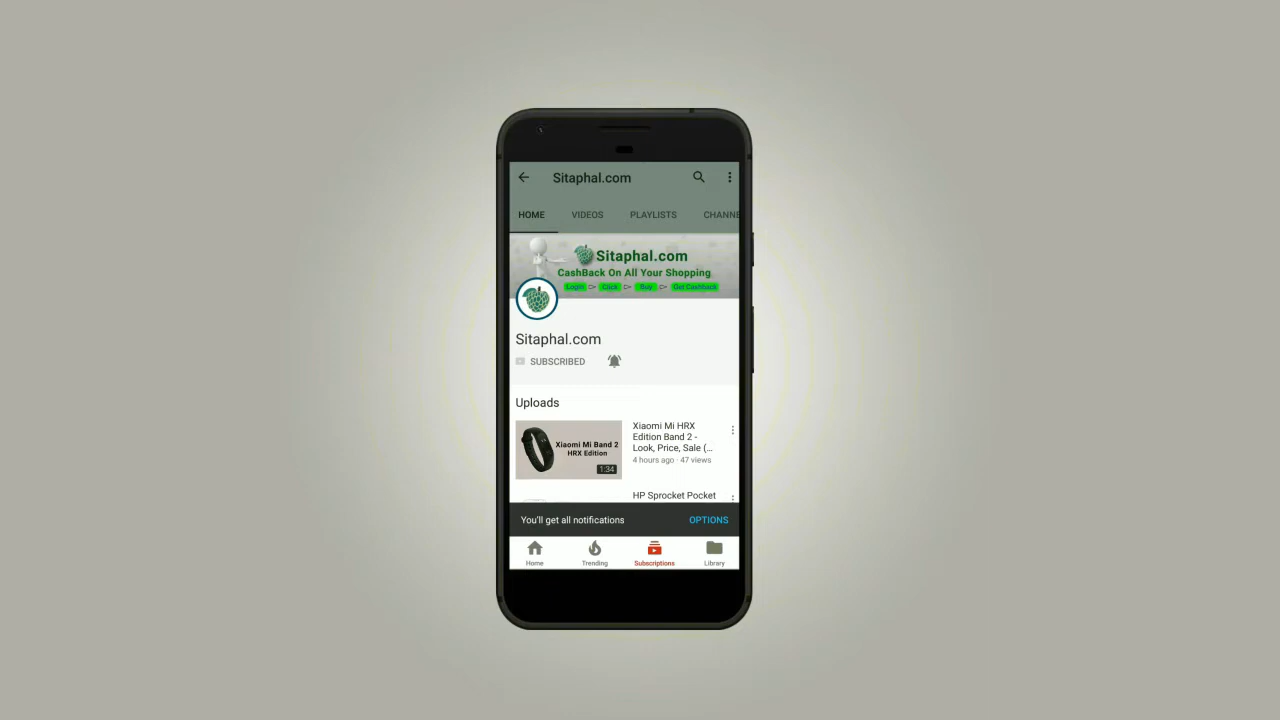 Sitaphal.com
HOME VIDEOS PLAYLISTS CHANNE
Sitaphal.com
CashBack On All Your Shopping
Login Click Buy Get Cashback
Sitaphal.com
SUBSCRIBED
Uploads
Xiaomi Mi Band 2
HRX Edition
1:34
Xiaomi Mi HRX
Edition Band 2 -
Look, Price, Sale (...
4 hours ago · 47 views
HP Sprocket Pocket
You'll get all notifications OPTIONS
Home Trending Subscriptions Library